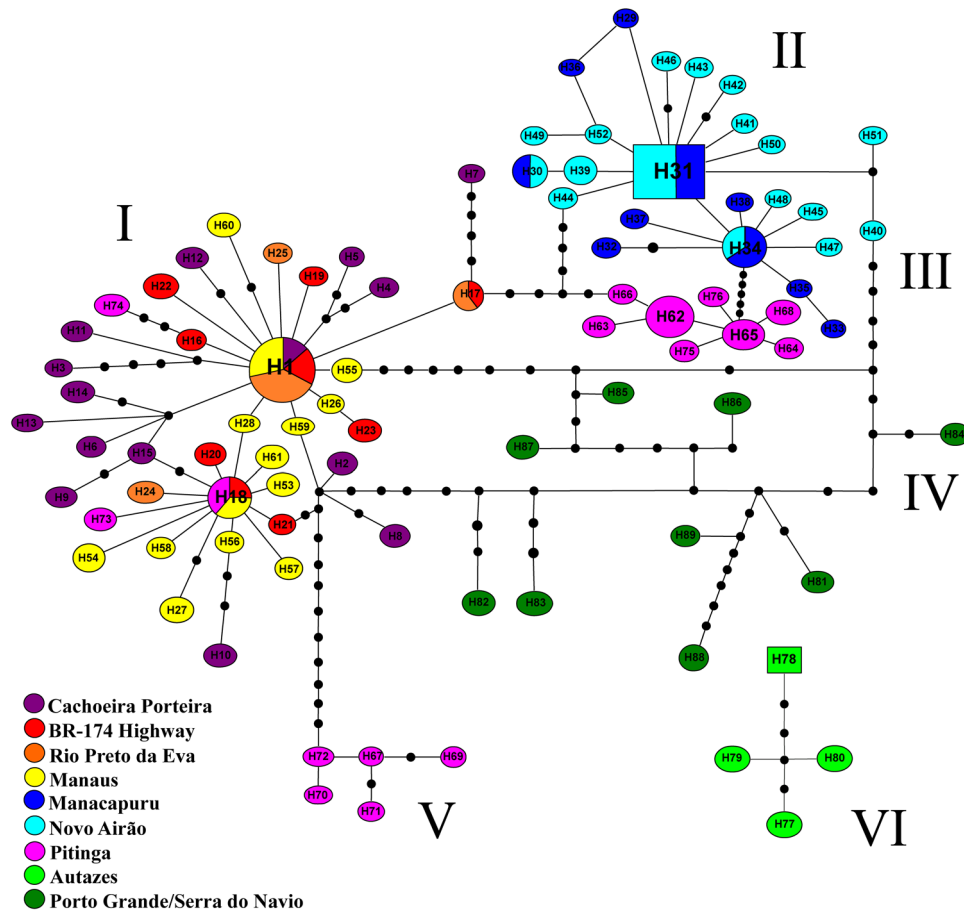 H29
II
H36
H46
H43
H42
H41
H50
H49
H52
H51
H31
H30
H39
H7
H44
I
H60
H25
H5
H12
H19
H4
H22
H74
H11
H16
H3
H1
H17
H38
H48
H45
H37
H32
H34
H47
H40
III
H35
H33
H66
H76
H68
H62
H65
H63
H75
H64
H55
H14
H26
H28
H59
H23
H13
H6
H15
H20
H61
H2
H9
H24
H53
H18
H73
H21
H8
H54
H58
H56
H57
H27
H10
H85
H86
H87
H84
IV
H89
H81
H82
H83
H88
H78
H72
H67
H69
H70
H71
V
H79
H80
H77
VI
Cachoeira Porteira
BR-174 Highway
Rio Preto da Eva
Manaus
Manacapuru
Novo Airão
Pitinga
Autazes
Porto Grande/Serra do Navio